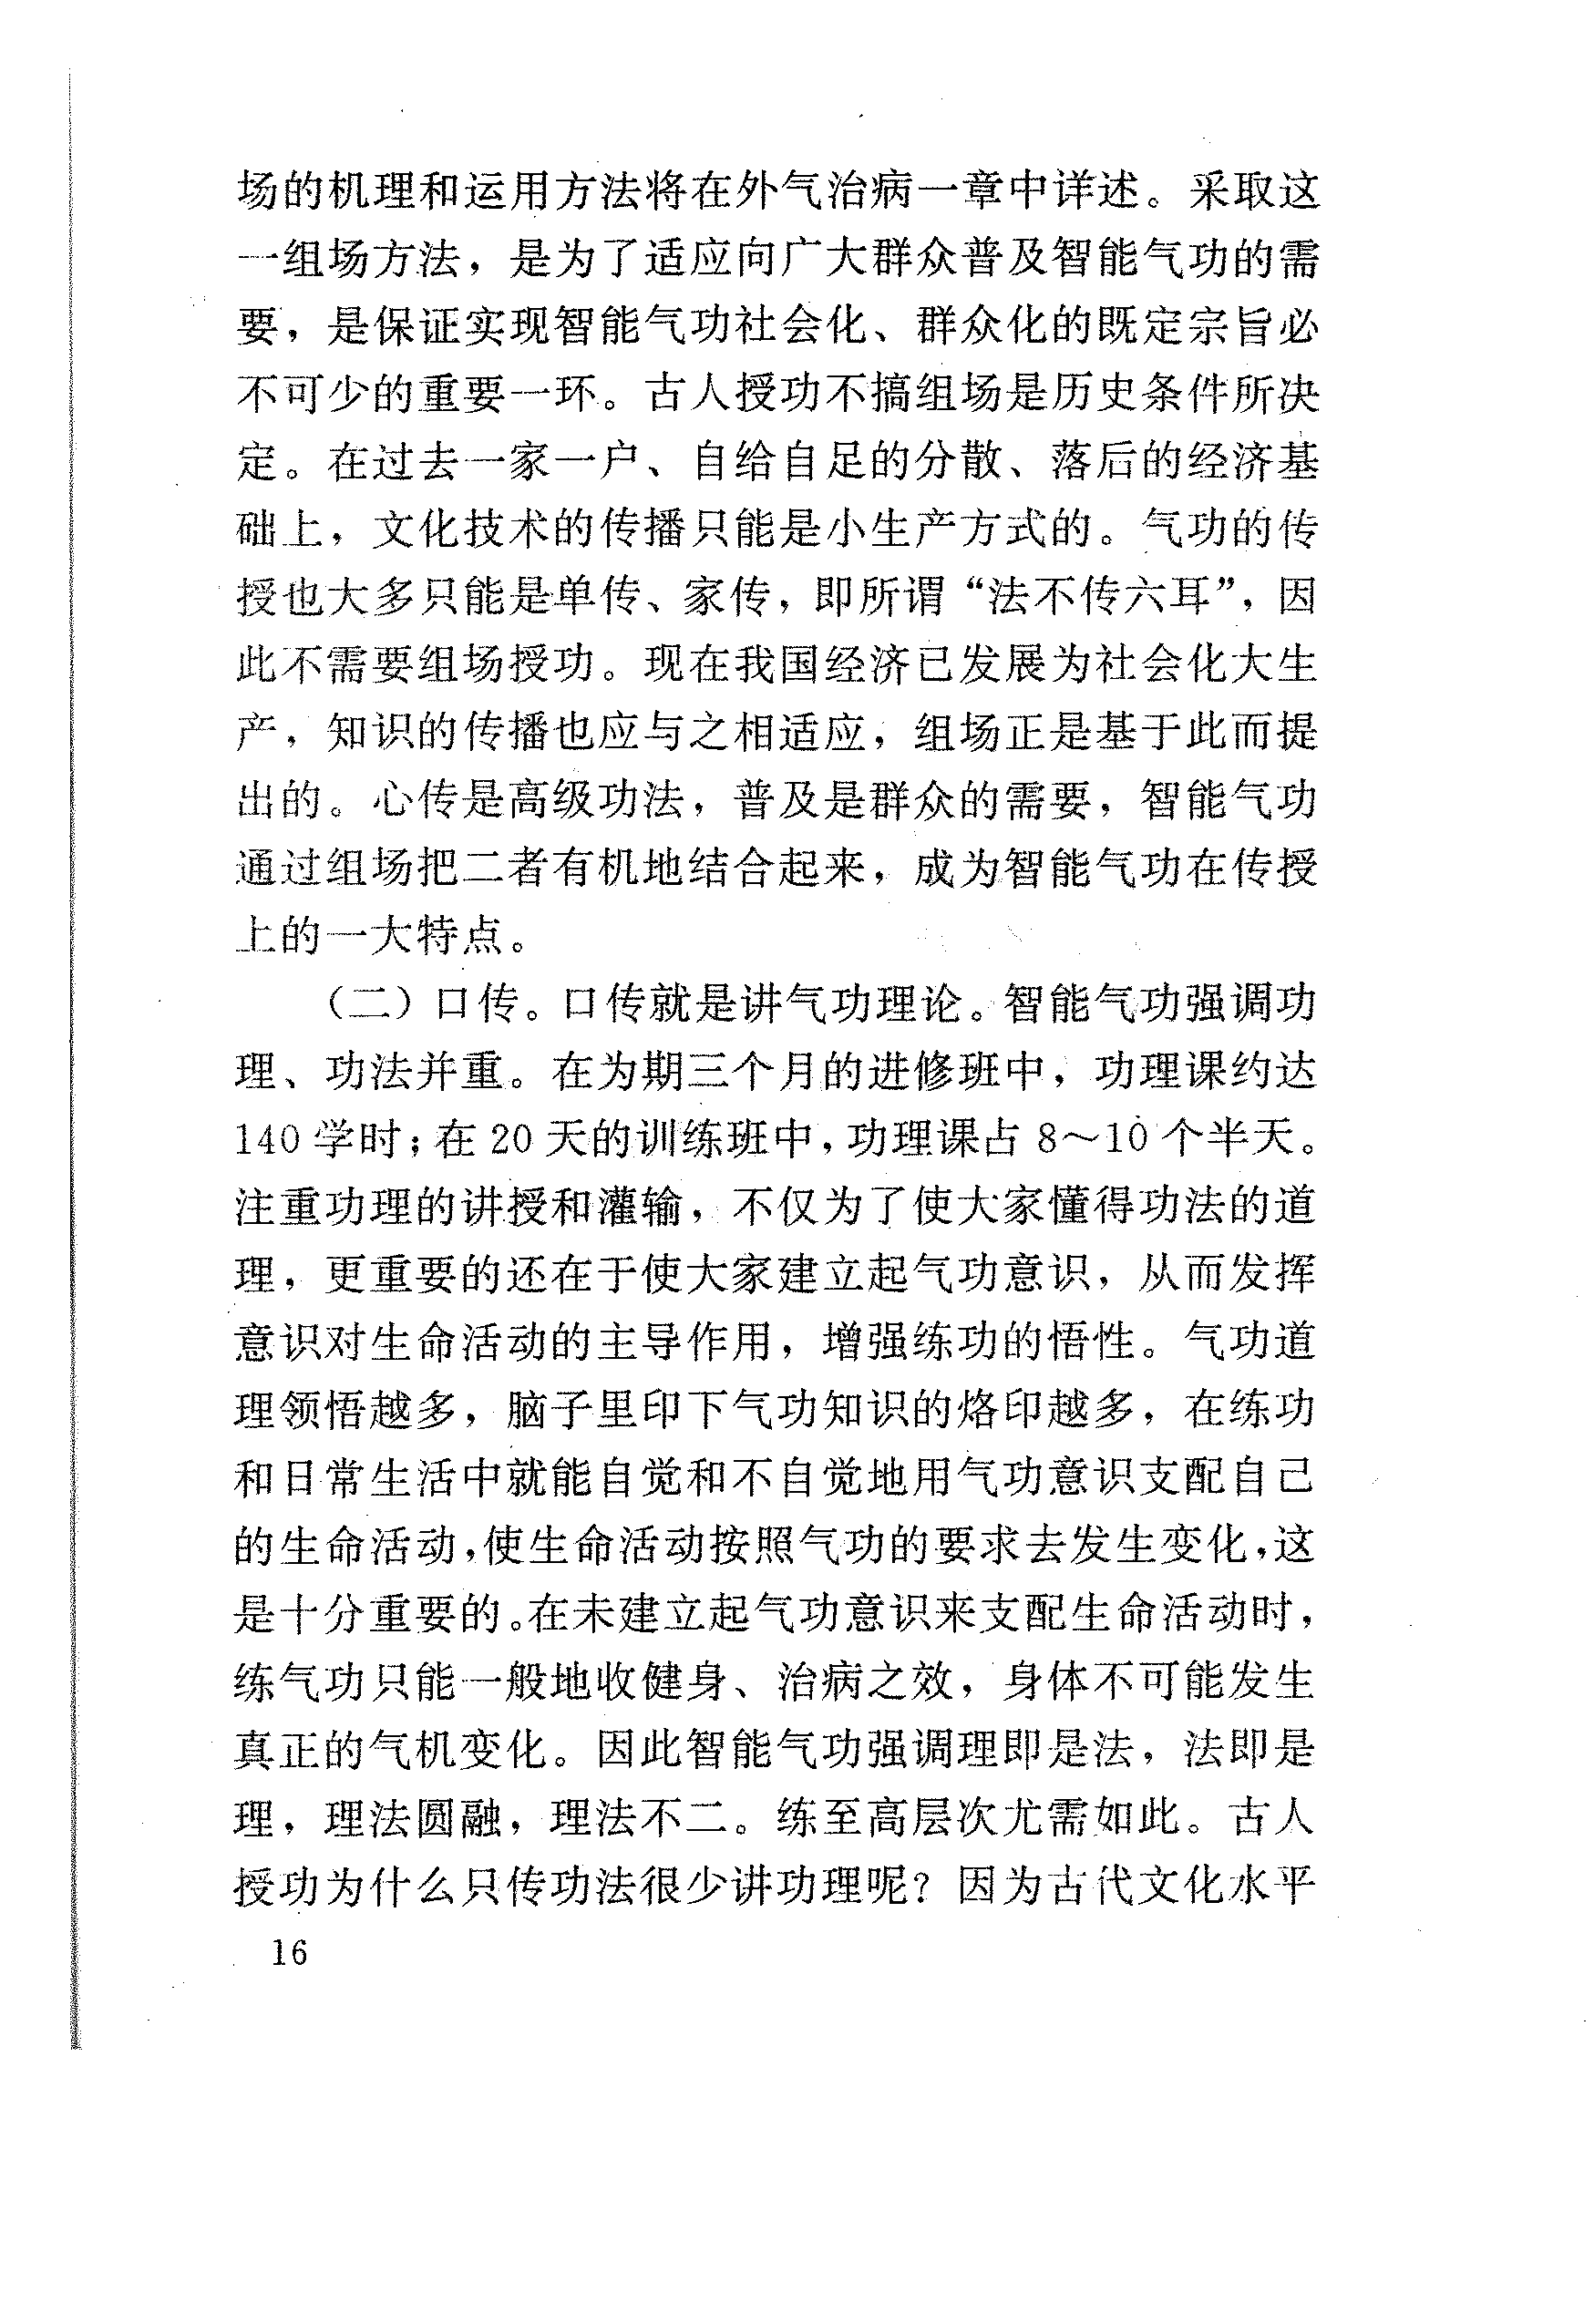 场的机理和运用方法将在外气治病一章中详述。采取这
一组场方法，是为了适应向广大群众普及智能气功的需
要，是保证实现智能气功社会化、群众化的既定宗旨必
不可少的重要一环。古人授功不搞组场是历史条件所决
定。在过去一家一户、自给自足的分散、落后的经济基
础上，文化技术的传播只能是小生产方式的。气功的传
授也大多只能是单传、家传，即所谓“法不传六耳”，因
此不需要组场授功。现在我国经济已发展为社会化大生
产，知识的传播也应与之相适应，组场正是基于此而提
出的。心传是高级功法，普及是群众的需要，智能气功
通过组场把二者有机地结合起来，成为智能气功在传授
上的一大特点。
（二）口传。口传就是讲气功理论。智能气功强调功
理、功法并重。在为期三个月的进修班中，功理课约达
140学时；在20天的训练班中，功理课占8～10个半天。
注重功理的讲授和灌输，不仅为了使大家懂得功法的道
理，更重要的还在于使大家建立起气功意识，从而发挥
意识对生命活动的主导作用，增强练功的悟性。气功道
理领悟越多，脑子里印下气功知识的烙印越多，在练功
和日常生活中就能自觉和不自觉地用气功意识支配自己
的生命活动，使生命活动按照气功的要求去发生变化，这
是十分重要的。在未建立起气功意识来支配生命活动时，
练气功只能一般地收健身、治病之效，身体不可能发生
真正的气机变化。因此智能气功强调理即是法，法即是
理，理法圆融，理法不二。练至高层次尤需如此。古人
授功为什么只传功法很少讲功理呢？因为古代文化水平
16